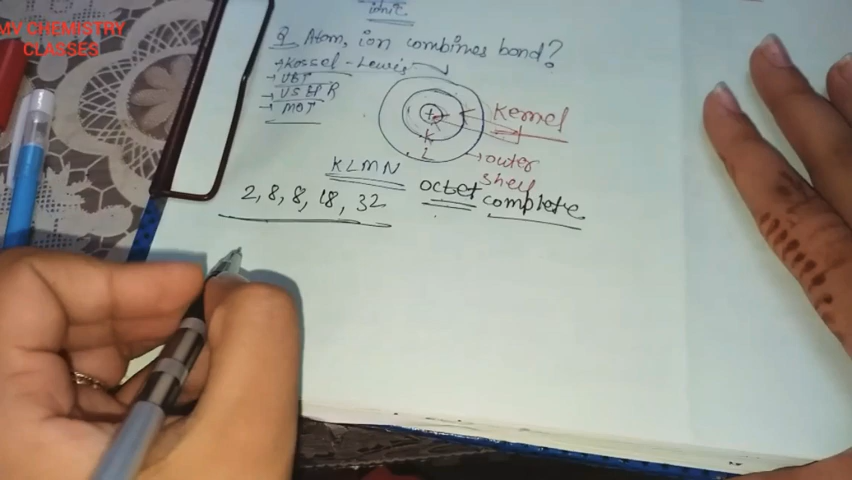 MV CHEMISTRY
CLASSES
ionic
Q Atom, ion combines bond?
→ Kossel - Lewis
→ VBT
→ VSEPR
→ MOT
+
K
L
Kernel
→ outer
shell
KLMN
2, 8, 8, 18, 32
octet complete